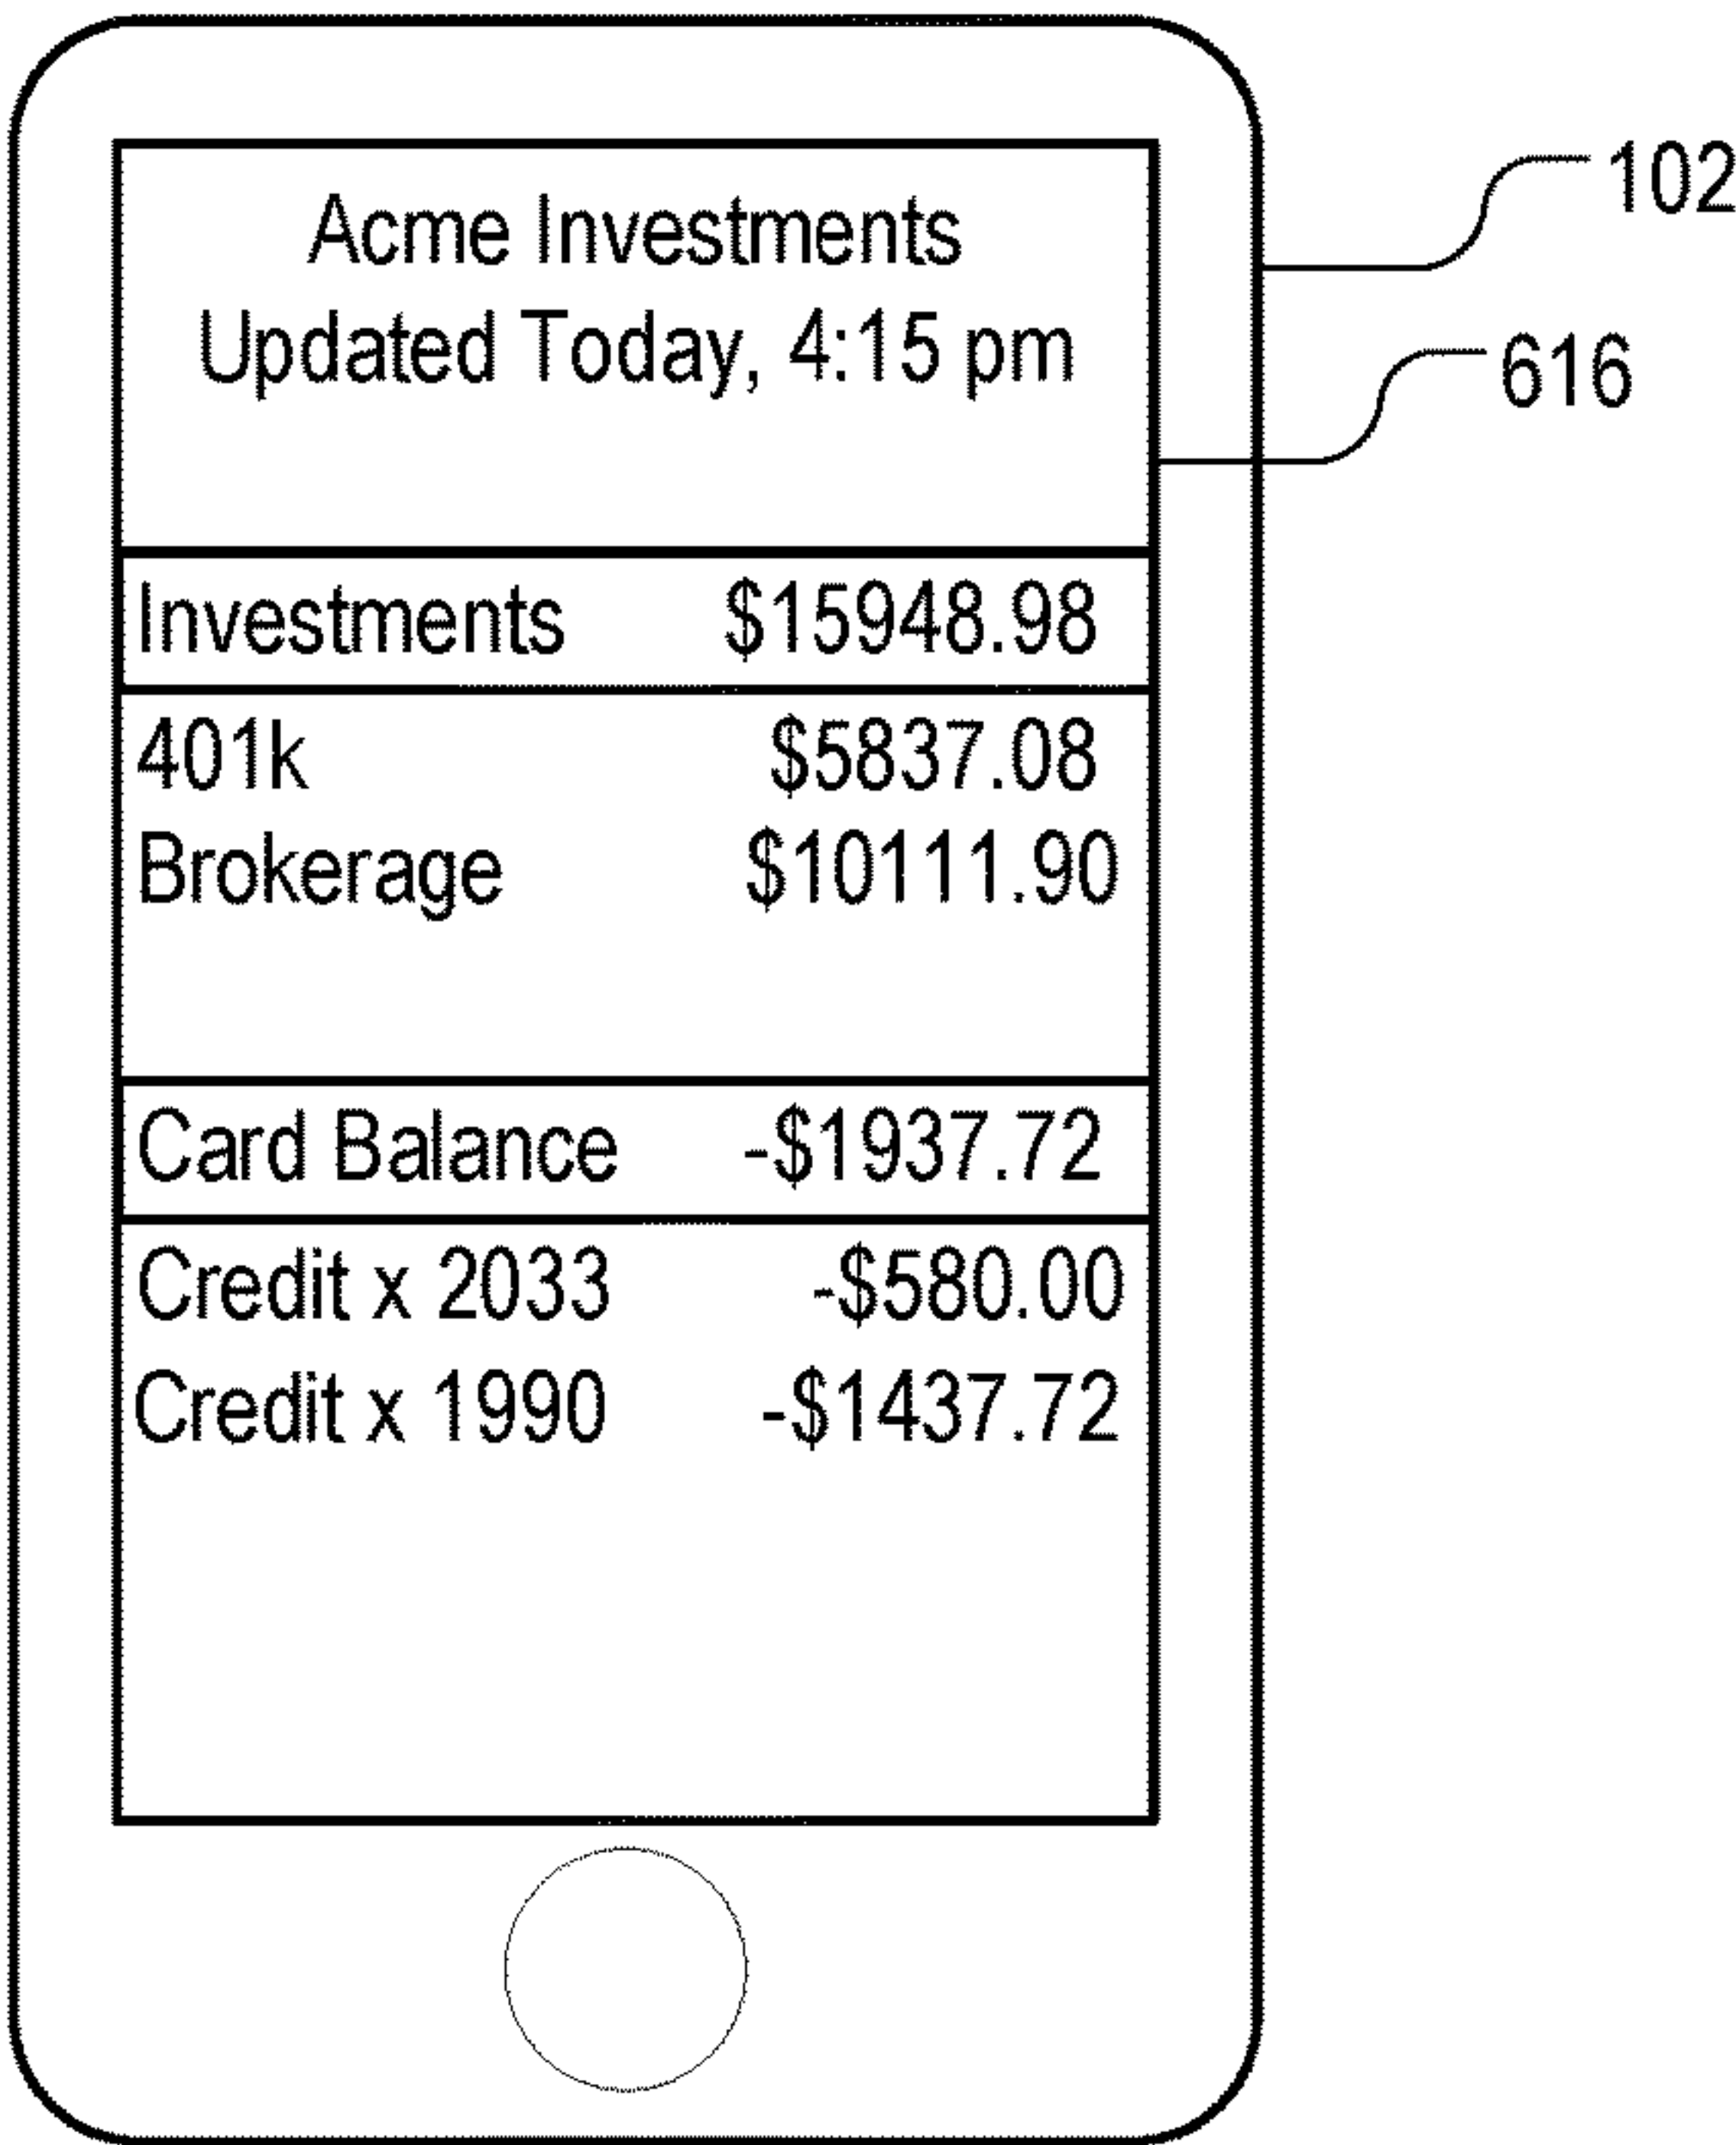 Acme Investments
Updated Today, 4:15 pm
102
616
Investments $15948.98
401k $5837.08
Brokerage $10111.90
Card Balance -$1937.72
Credit x 2033 -$580.00
Credit x 1990 -$1437.72